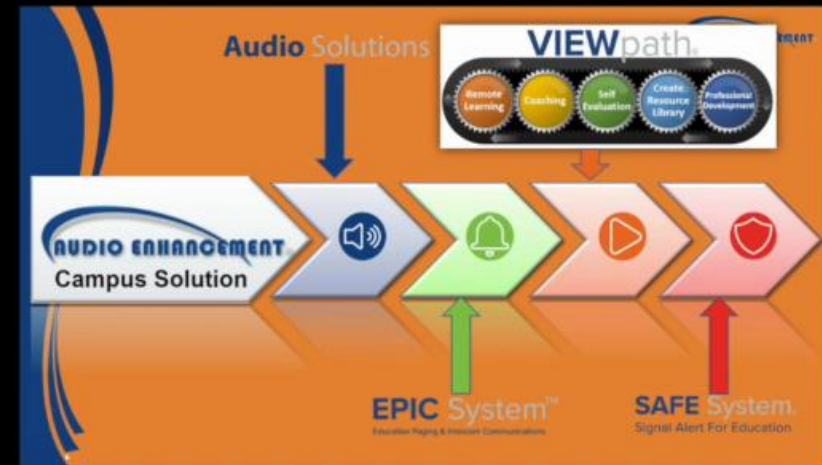 Audio Solutions
VIEWpath®
Remote
Learning
Coaching
Self
Evaluation
Create
Resource
Library
Professional
Development
AUDIO ENHANCEMENT®
Campus Solution
EPIC System™
Education Paging & Intercom Communications
SAFE System®
Signal Alert For Education